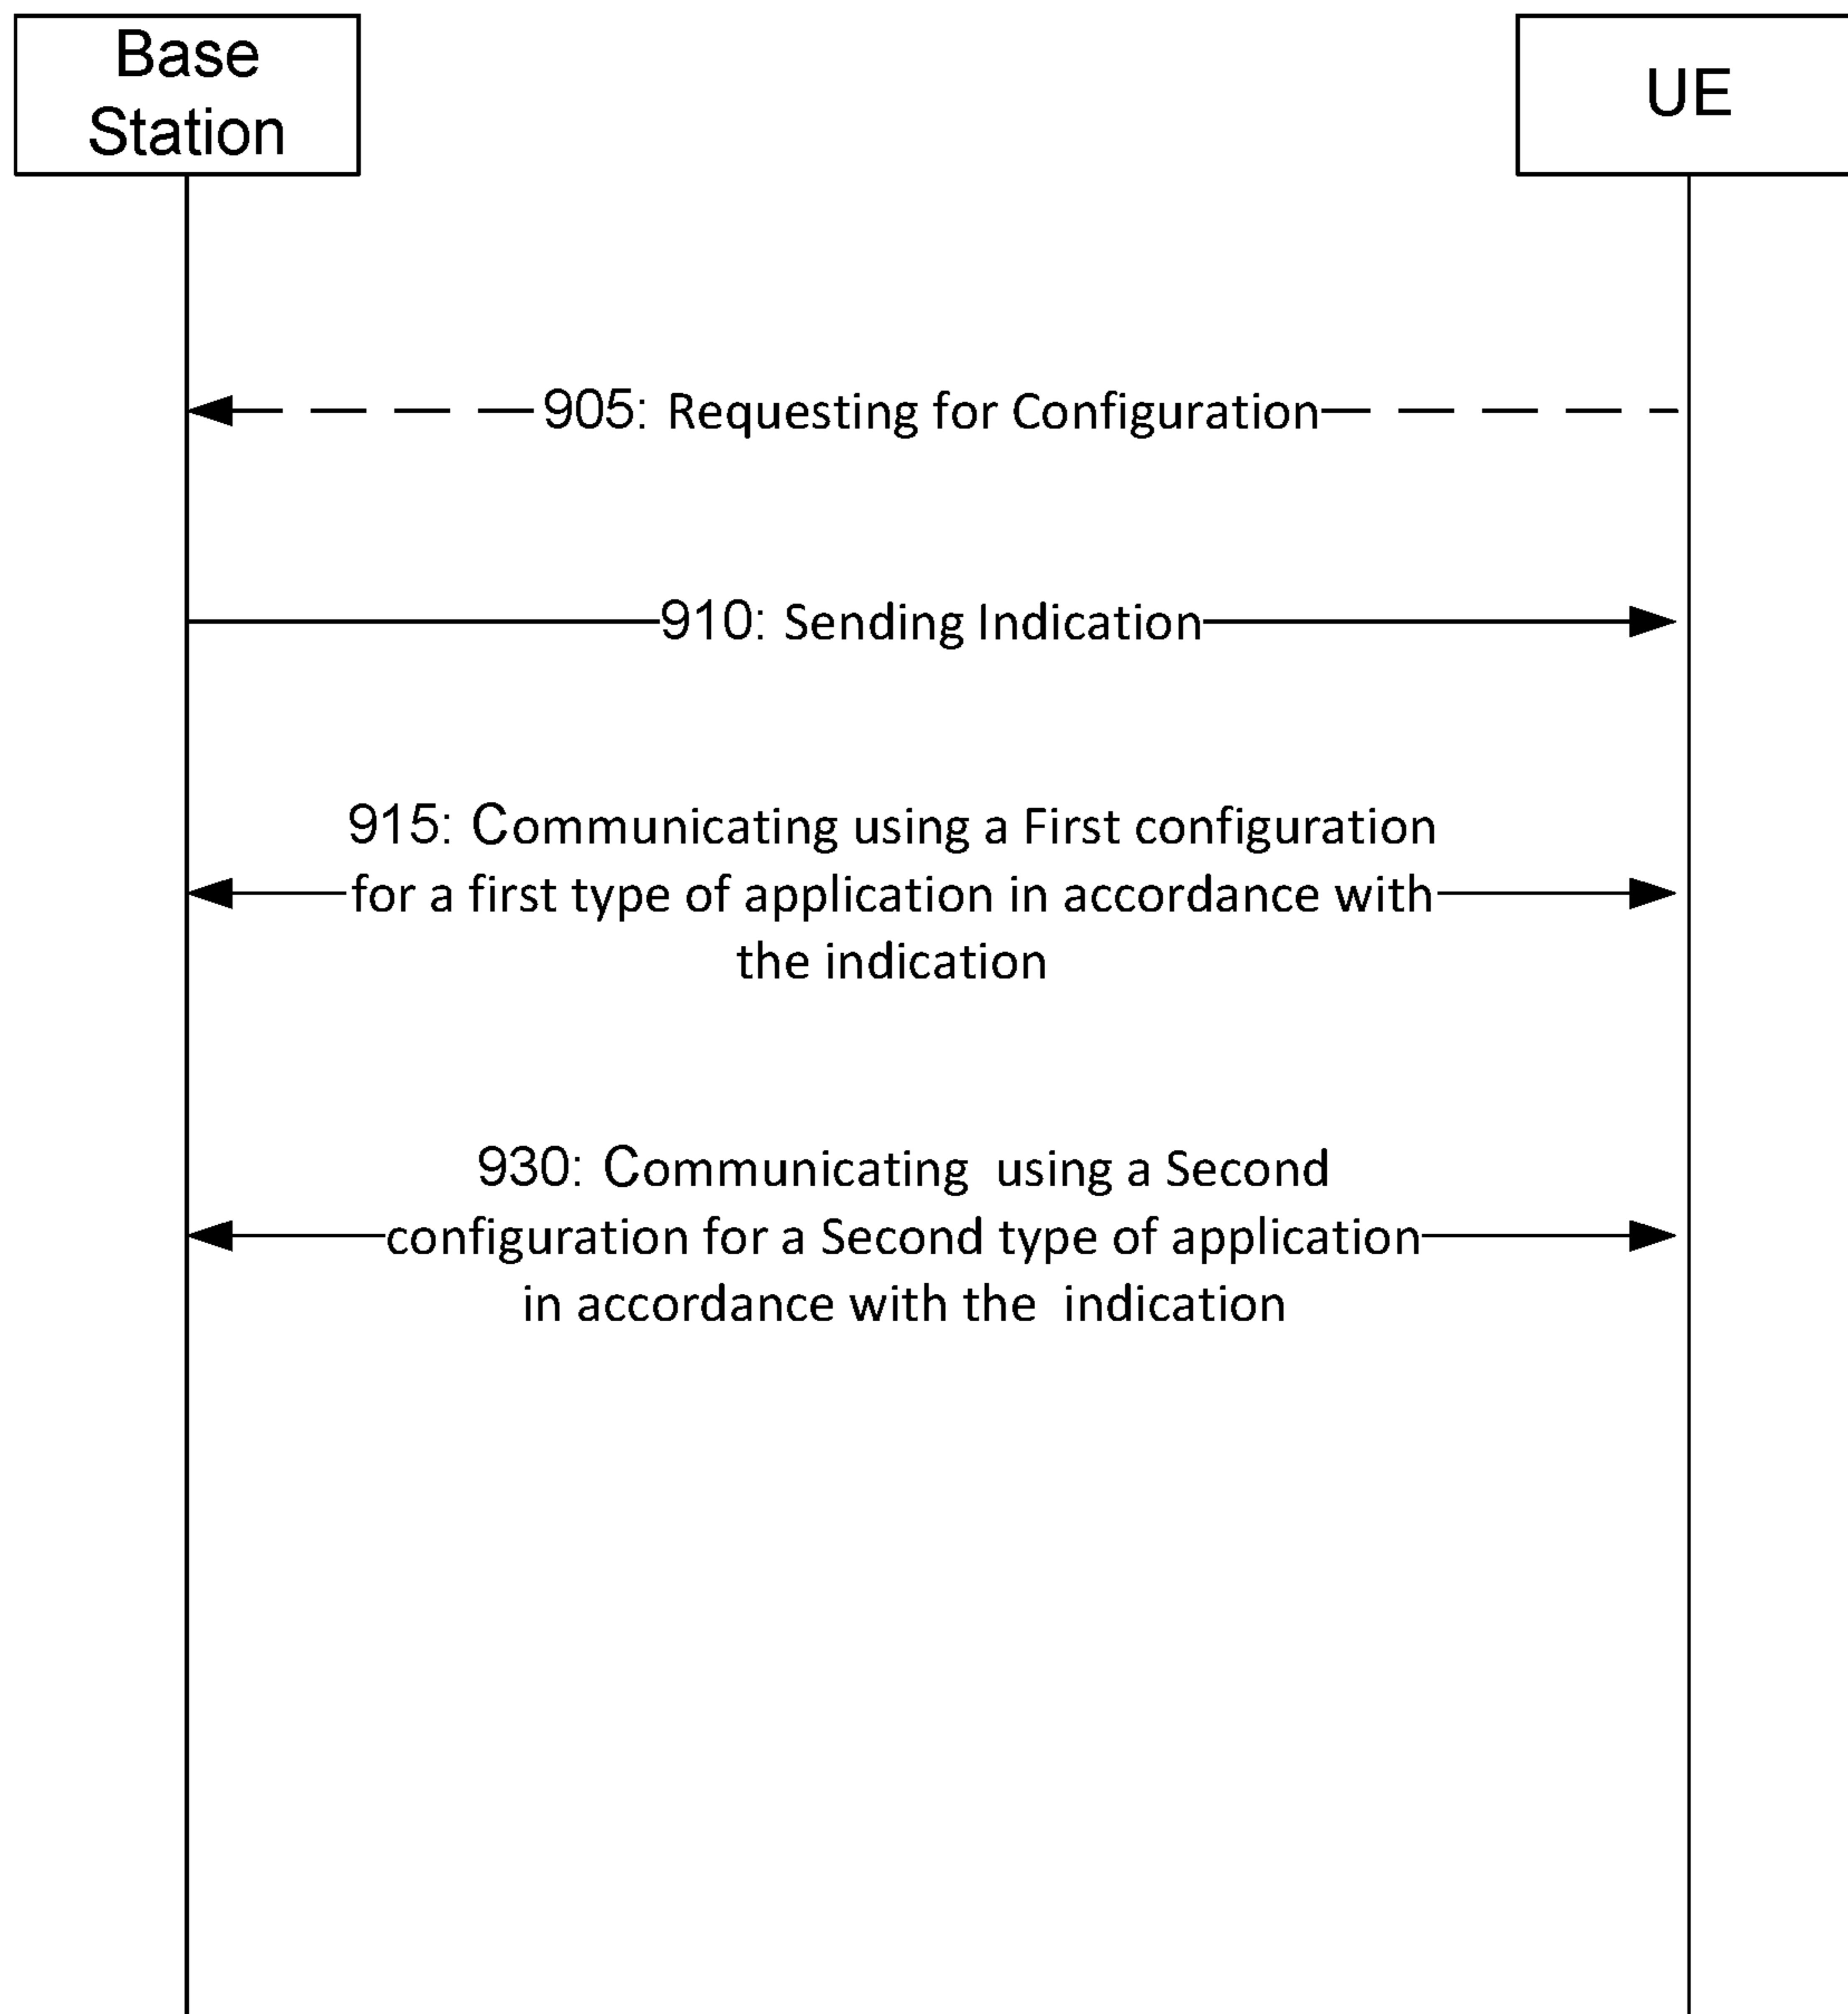 Base
Station
UE
905: Requesting for Configuration
910: Sending Indication
915: Communicating using a First configuration
for a first type of application in accordance with
the indication
930: Communicating using a Second
configuration for a Second type of application
in accordance with the indication